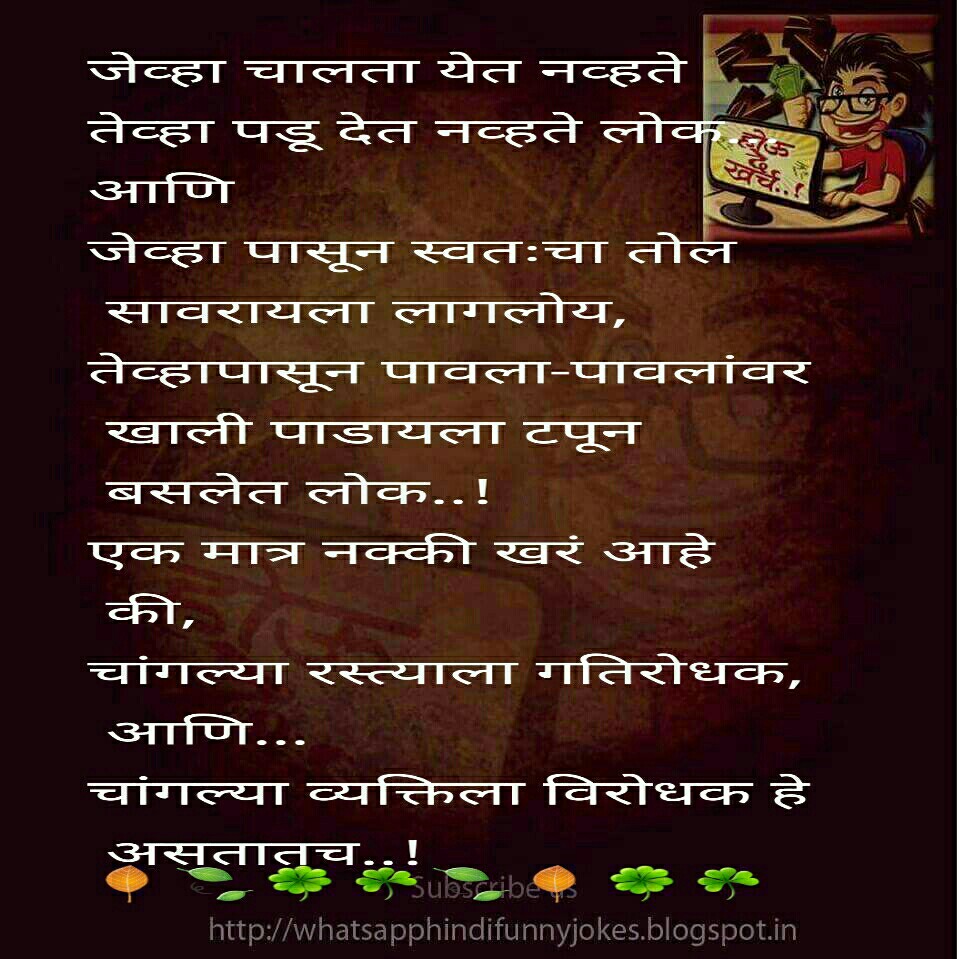 जेव्हा चालता येत नव्हते
तेव्हा पडू देत नव्हते लोक...
आणि
जेव्हा पासून स्वतःचा तोल
सावरायला लागलोय,
तेव्हापासून पावला-पावलांवर
खाली पाडायला टपून
बसलेत लोक..!
एक मात्र नक्की खरं आहे
की,
चांगल्या रस्त्याला गतिरोधक,
आणि...
चांगल्या व्यक्तिला विरोधक हे
असतातच..!
होऊ
दे
खर्च..!
Subscribe us
http://whatsapphindifunnyjokes.blogspot.in